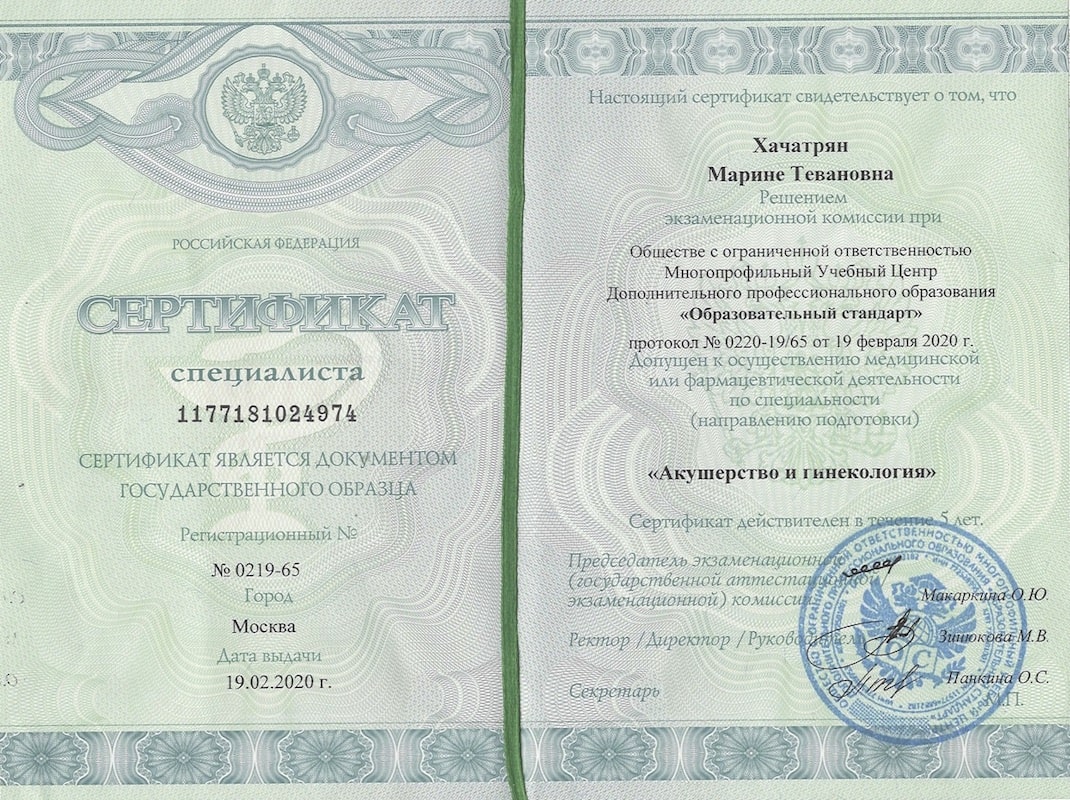 РОССИЙСКАЯ ФЕДЕРАЦИЯ
СЕРТИФИКАТ
специалиста
1177181024974
СЕРТИФИКАТ ЯВЛЯЕТСЯ ДОКУМЕНТОМ
ГОСУДАРСТВЕННОГО ОБРАЗЦА
Регистрационный №
№ 0219-65
Город
Москва
Дата выдачи
19.02.2020 г.
Настоящий сертификат свидетельствует о том, что
Хачатрян
Марине Тевановна
Решением
экзаменационной комиссии при
Обществе с ограниченной ответственностью
Многопрофильный Учебный Центр
Дополнительного профессионального образования
«Образовательный стандарт»
протокол № 0220-19/65 от 19 февраля 2020 г.
Допущен к осуществлению медицинской
или фармацевтической деятельности
по специальности
(направлению подготовки)
«Акушерство и гинекология»
Сертификат действителен в течение 5 лет.
Председатель экзаменационной
(государственной аттестационной
экзаменационной) комиссии
Макаркина О.Ю.
Ректор /Директор /Руководитель
Зицюкова М.В.
Секретарь
Панкина О.С.
М.П.